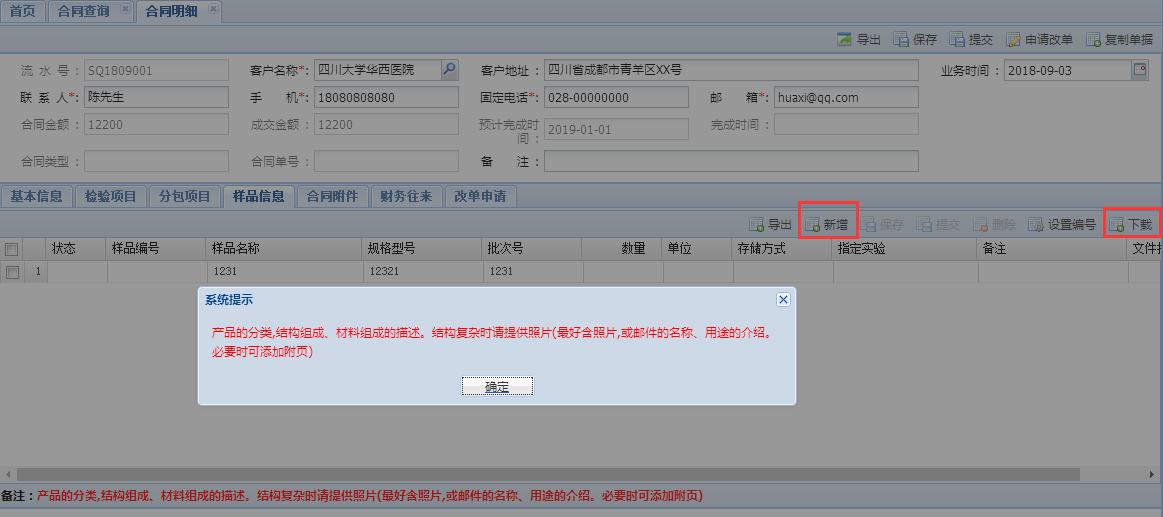 首页 合同查询 合同明细
导出 保存 提交 申请改单 复制单据
流 水 号： SQ1809001 客户名称*: 四川大学华西医院 客户地址： 四川省成都市青羊区XX号 业务时间： 2018-09-03
联 系 人*: 陈先生 手 机*: 18080808080 固定电话*: 028-00000000 邮 箱*: huaxi@qq.com
合同金额： 12200 成交金额： 12200 预计完成时间： 2019-01-01 完成时间：
合同类型： 合同单号： 备 注：
基本信息 检验项目 分包项目 样品信息 合同附件 财务往来 改单申请
导出 新增 保存 提交 删除 设置编号 下载
状态 样品编号 样品名称 规格型号 批次号 数量 单位 存储方式 指定实验 备注
1 1231 12321 1231
系统提示
产品的分类,结构组成、材料组成的描述。结构复杂时请提供照片(最好含照片,或邮件的名称、用途的介绍。
必要时可添加附页)
确定
备注：产品的分类,结构组成、材料组成的描述。结构复杂时请提供照片(最好含照片,或邮件的名称、用途的介绍。必要时可添加附页)